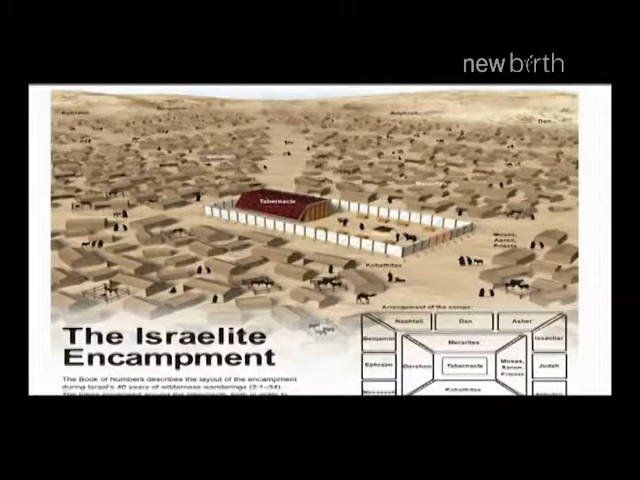 newbirth
Ephraim
Dan
Tabernacle
Moses,
Aaron,
Priests
Kohathites
Arrangement of the camps:
The Israelite
Encampment
Naphtali Dan Asher
Benjamin Merarites Issachar
Ephraim Gershon Tabernacle Moses, Aaron, Priests Judah
Kohathites
The Book of Numbers describes the layout of the encampment
during Israel's 40 years of wilderness wanderings (2:1–34).